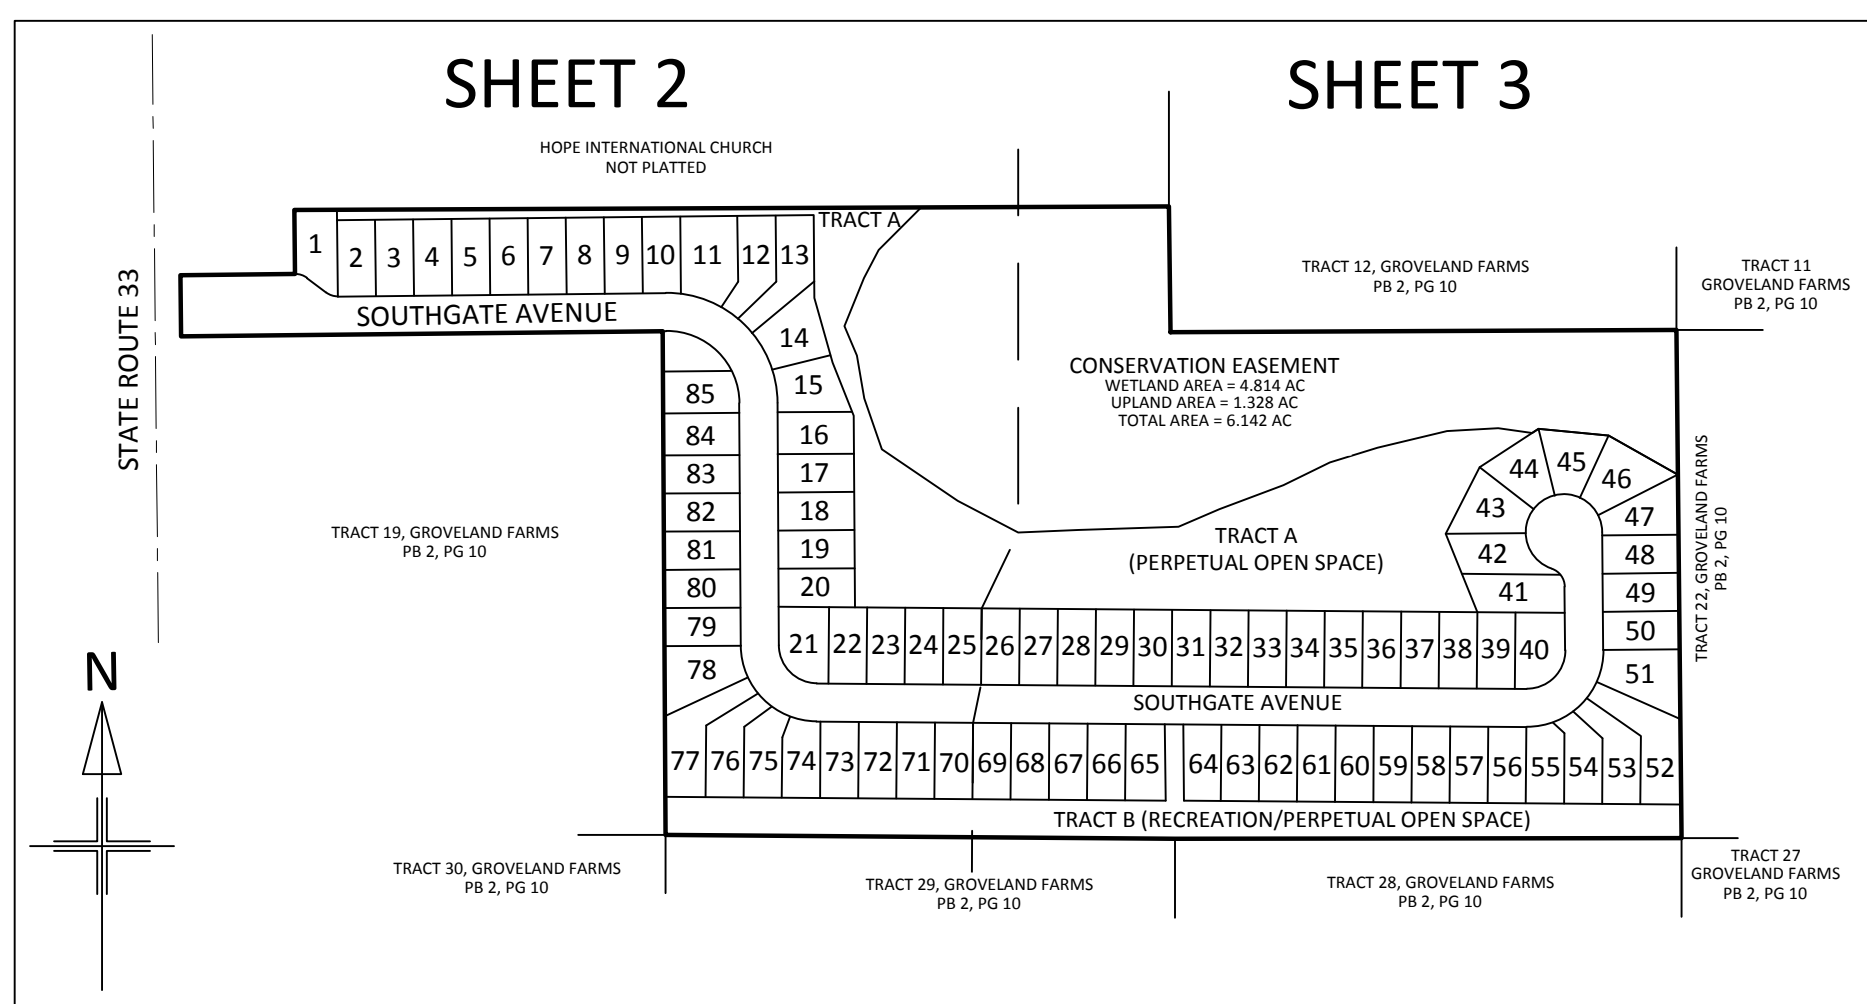 SHEET 2
SHEET 3
HOPE INTERNATIONAL CHURCH
NOT PLATTED
TRACT A
1
2
3
4
5
6
7
8
9
10
11
12
13
TRACT 12, GROVELAND FARMS
PB 2, PG 10
TRACT 11
GROVELAND FARMS
PB 2, PG 10
STATE ROUTE 33
SOUTHGATE AVENUE
14
15
16
17
18
19
20
85
84
83
82
81
80
79
78
CONSERVATION EASEMENT
WETLAND AREA = 4.814 AC
UPLAND AREA = 1.328 AC
TOTAL AREA = 6.142 AC
TRACT 19, GROVELAND FARMS
PB 2, PG 10
TRACT A
(PERPETUAL OPEN SPACE)
44
45
46
43
42
41
47
48
49
50
51
TRACT 22, GROVELAND FARMS
PB 2, PG 10
N
21
22
23
24
25
26
27
28
29
30
31
32
33
34
35
36
37
38
39
40
SOUTHGATE AVENUE
77
76
75
74
73
72
71
70
69
68
67
66
65
64
63
62
61
60
59
58
57
56
55
54
53
52
TRACT B (RECREATION/PERPETUAL OPEN SPACE)
TRACT 30, GROVELAND FARMS
PB 2, PG 10
TRACT 29, GROVELAND FARMS
PB 2, PG 10
TRACT 28, GROVELAND FARMS
PB 2, PG 10
TRACT 27
GROVELAND FARMS
PB 2, PG 10